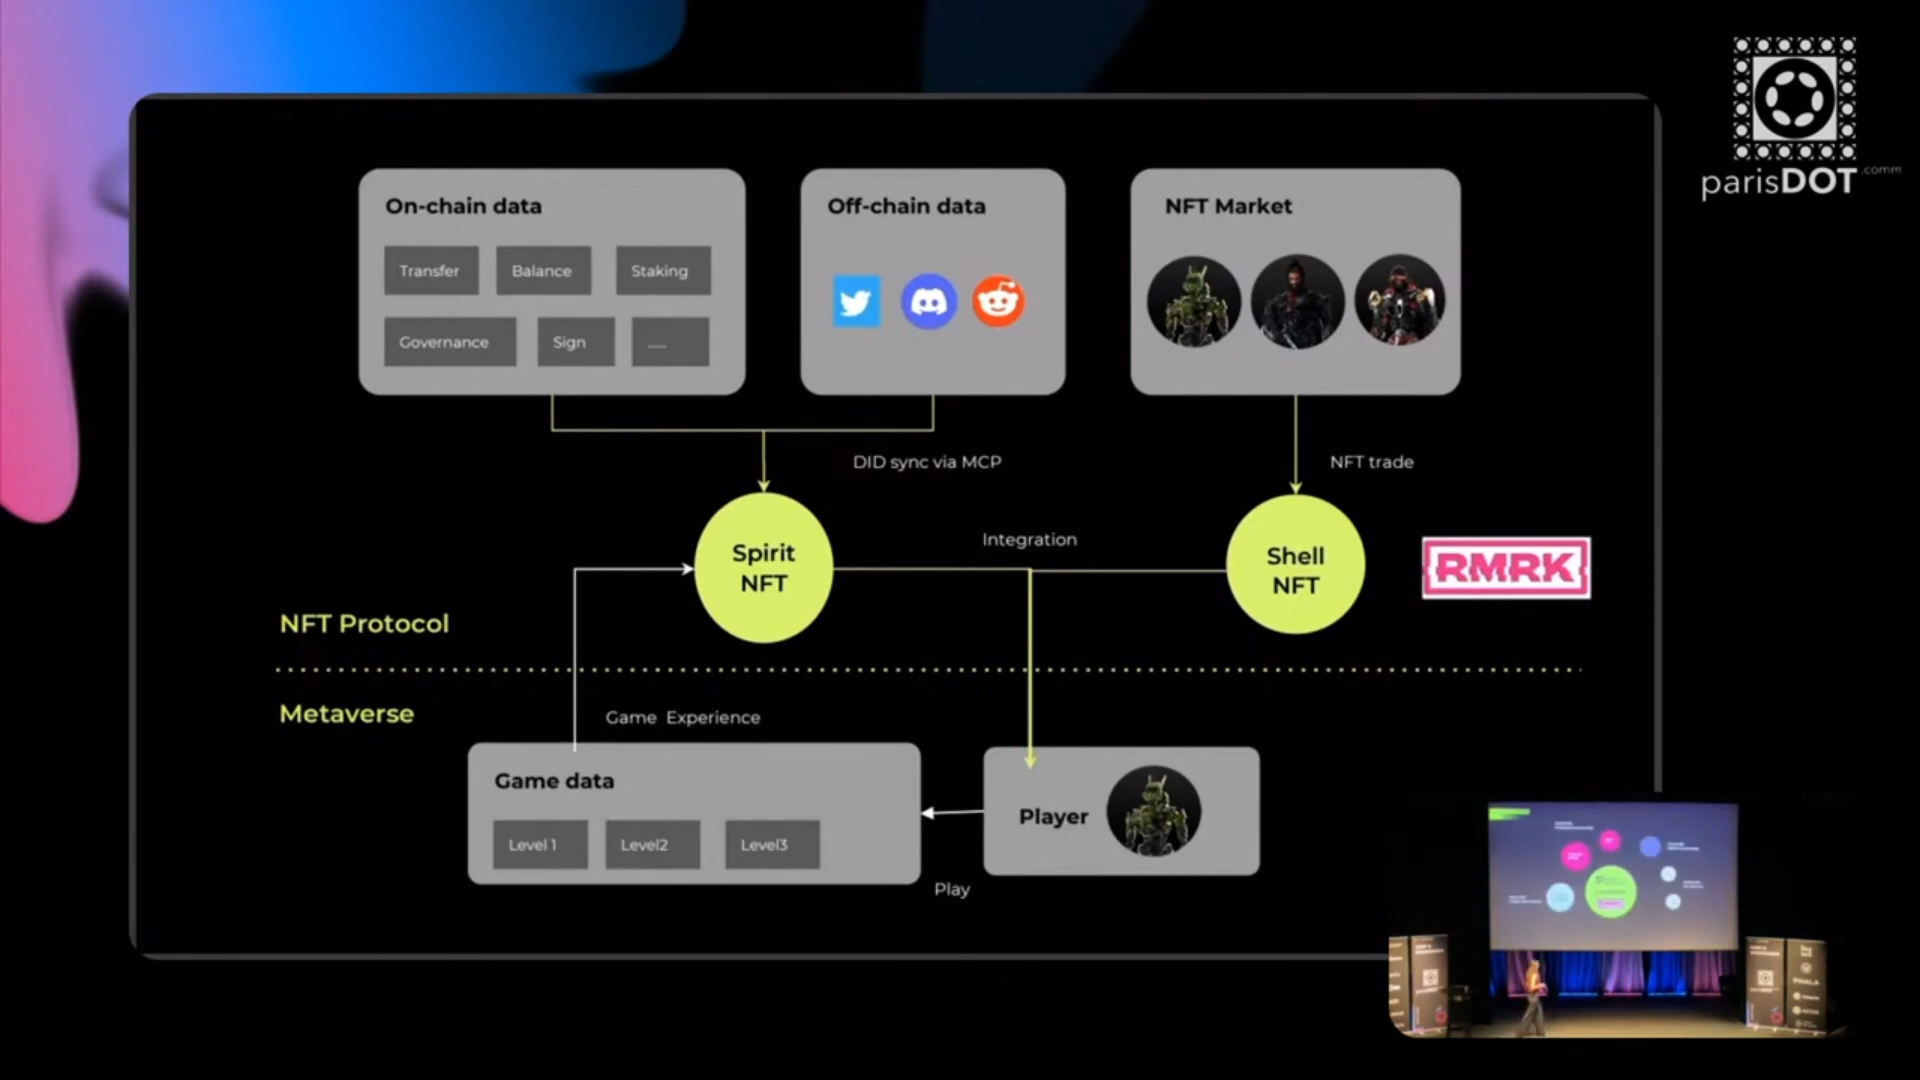 parisDOT.comm
On-chain data
Off-chain data
NFT Market
Transfer
Balance
Staking
Governance
Sign
......
DID sync via MCP
NFT trade
Spirit
NFT
Integration
Shell
NFT
RMRK
NFT Protocol
Metaverse
Game Experience
Game data
Level 1
Level2
Level3
Player
Play
PHALA